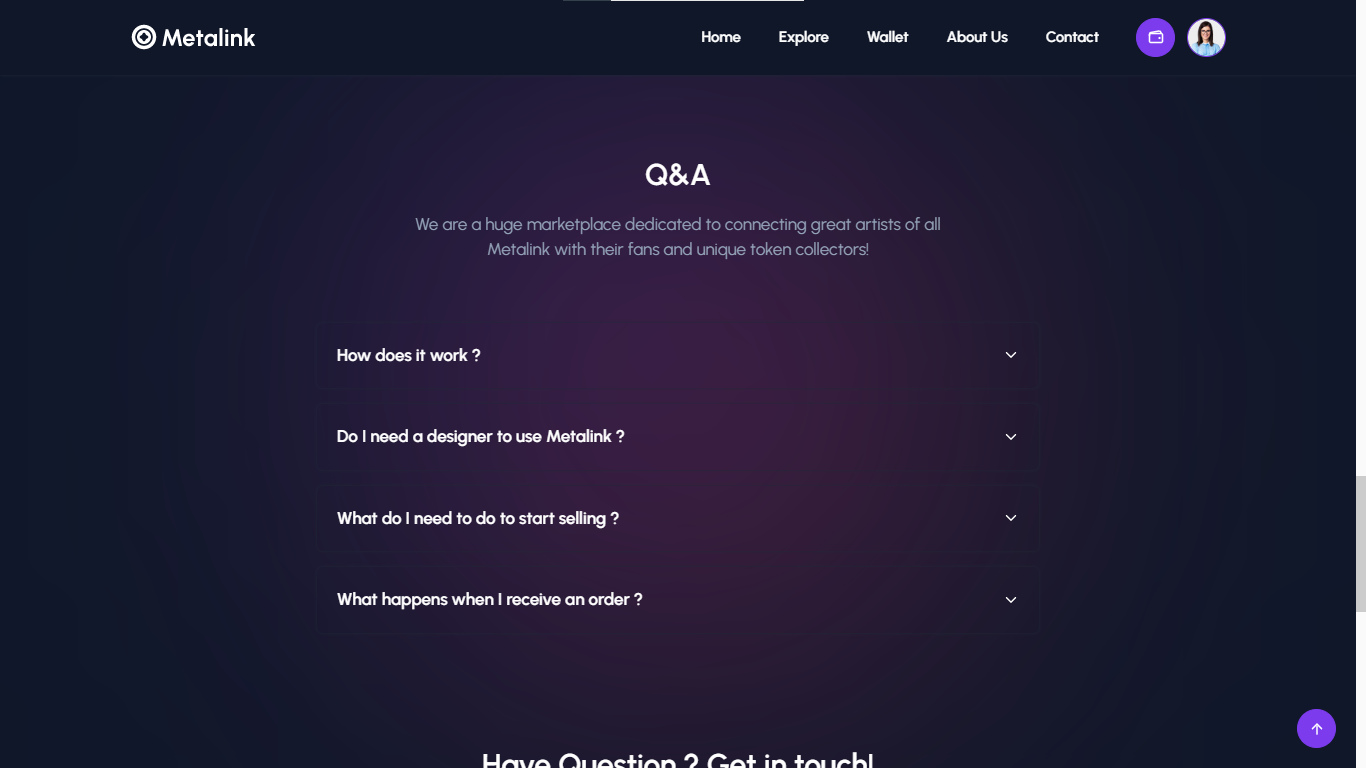 Metalink
Home
Explore
Wallet
About Us
Contact
Q&A
We are a huge marketplace dedicated to connecting great artists of all
Metalink with their fans and unique token collectors!
How does it work ?
Do I need a designer to use Metalink ?
What do I need to do to start selling ?
What happens when I receive an order ?
Have Question ? Get in touch!